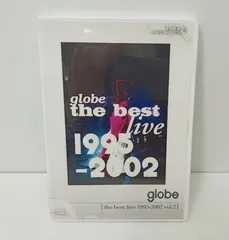 globe
the best
live
1995
-2002
globe
[ the best live 1995-2002 vol.2 ]